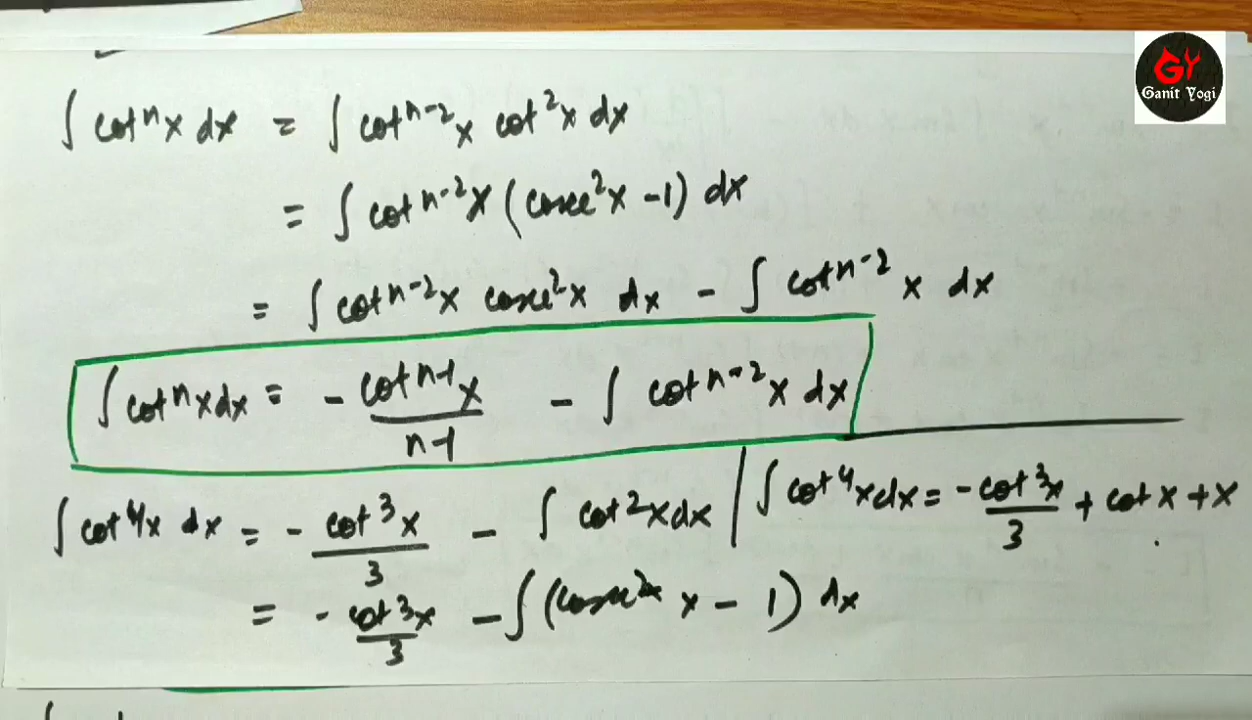 GY
Ganit Yogi
∫ cotⁿx dx = ∫ cotⁿ⁻²x cot²x dx
= ∫ cotⁿ⁻²x (cosec²x -1) dx
= ∫ cotⁿ⁻²x cosec²x dx - ∫ cotⁿ⁻²x dx
∫ cotⁿx dx = - cotⁿ⁻¹x / n-1 - ∫ cotⁿ⁻²x dx
∫ cot⁴x dx = - cot³x / 3 - ∫ cot²x dx
= - cot³x / 3 - ∫ (cosec²x - 1) dx
∫ cot⁴x dx = - cot³x / 3 + cot x + x